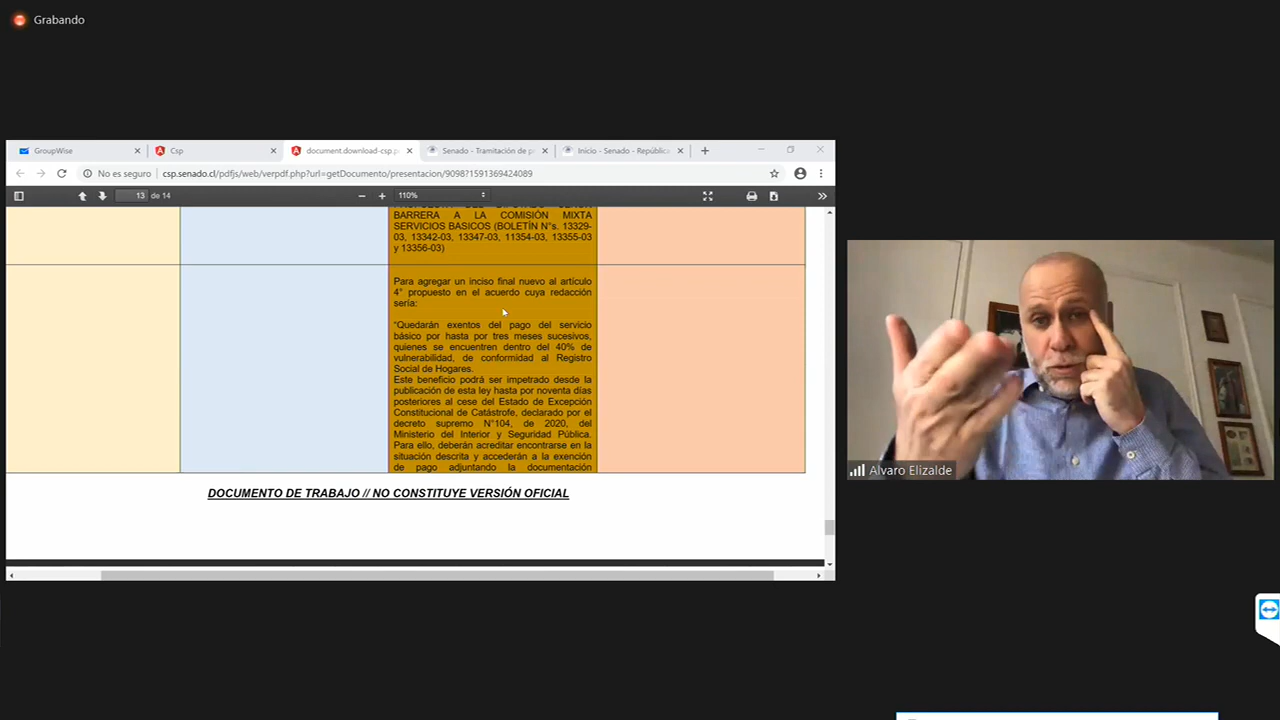 Grabando
GroupWise
Csp
document.download-csp.p
Senado - Tramitación de p
Inicio - Senado - República
No es seguro
csp.senado.cl/pdfjs/web/verpdf.php?url=getDocumento/presentacion/9098?1591369424089
13 de 14
110%
BARRERA A LA COMISIÓN MIXTA
SERVICIOS BASICOS (BOLETÍN N°s. 13329-
03, 13342-03, 13347-03, 11354-03, 13355-03
y 13356-03)
Para agregar un inciso final nuevo al artículo
4° propuesto en el acuerdo cuya redacción
sería:
“Quedarán exentos del pago del servicio
básico por hasta por tres meses sucesivos,
quienes se encuentren dentro del 40% de
vulnerabilidad, de conformidad al Registro
Social de Hogares.
Este beneficio podrá ser impetrado desde la
publicación de esta ley hasta por noventa días
posteriores al cese del Estado de Excepción
Constitucional de Catástrofe, declarado por el
decreto supremo N°104, de 2020, del
Ministerio del Interior y Seguridad Pública.
Para ello, deberán acreditar encontrarse en la
situación descrita y accederán a la exención
de pago adjuntando la documentación
DOCUMENTO DE TRABAJO // NO CONSTITUYE VERSIÓN OFICIAL
Alvaro Elizalde